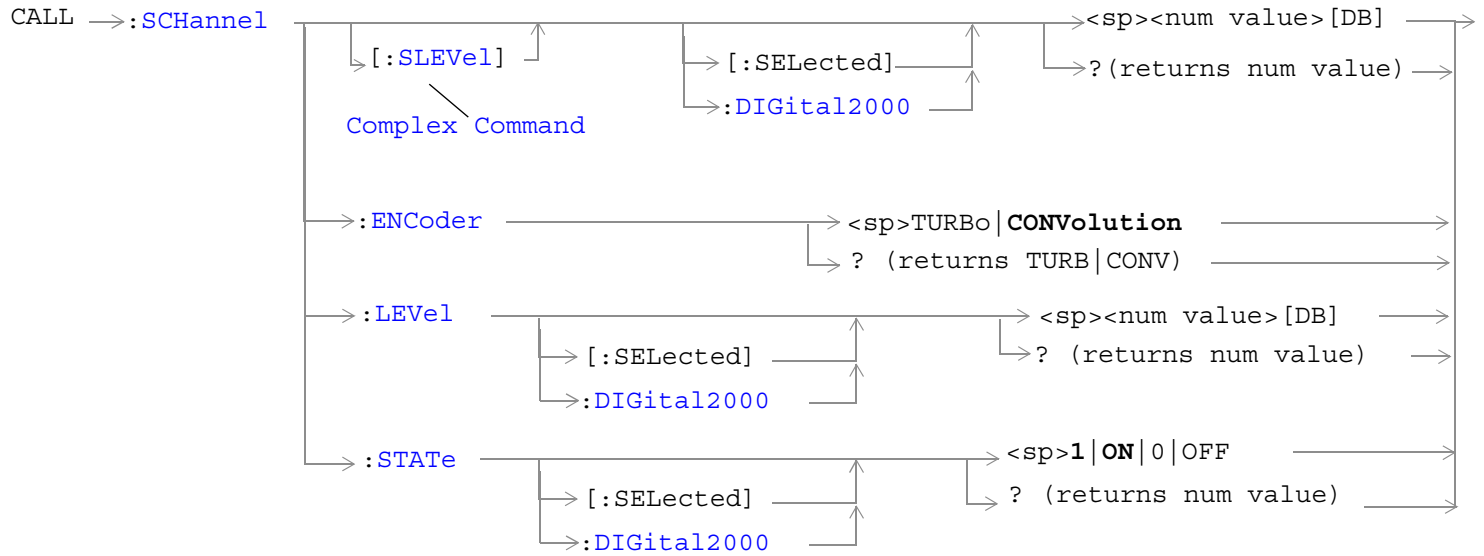 CALL :SCHannel <sp><num value>[DB]
[:SLEVel] [:SELected] ?(returns num value)
:DIGital2000
Complex Command
:ENCoder <sp>TURBo|CONVolution
? (returns TURB|CONV)
:LEVel <sp><num value>[DB]
[:SELected] ? (returns num value)
:DIGital2000
:STATe <sp>1|ON|0|OFF
[:SELected] ? (returns num value)
:DIGital2000